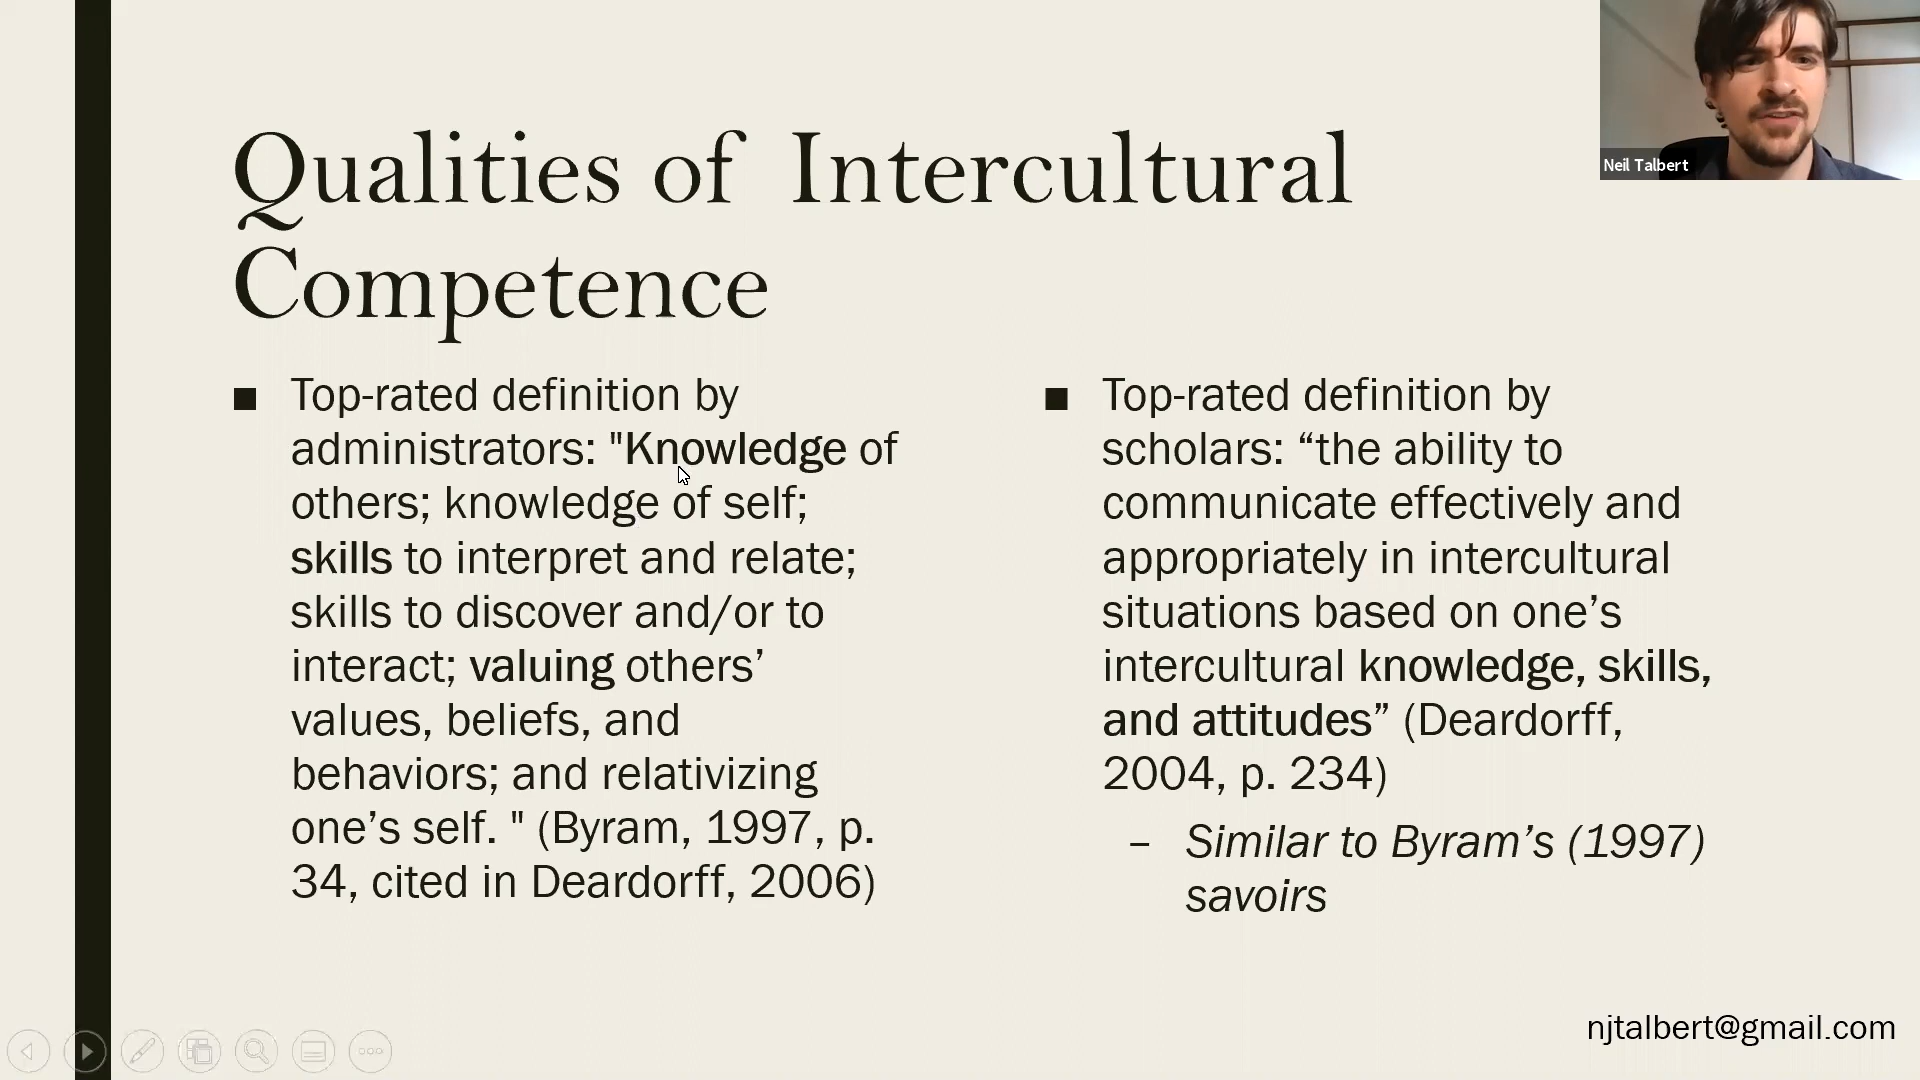 Neil Talbert
Qualities of Intercultural
Competence
■ Top-rated definition by
administrators: "Knowledge of
others; knowledge of self;
skills to interpret and relate;
skills to discover and/or to
interact; valuing others’
values, beliefs, and
behaviors; and relativizing
one’s self. " (Byram, 1997, p.
34, cited in Deardorff, 2006)
■ Top-rated definition by
scholars: “the ability to
communicate effectively and
appropriately in intercultural
situations based on one’s
intercultural knowledge, skills,
and attitudes” (Deardorff,
2004, p. 234)
– Similar to Byram’s (1997)
savoirs
njtalbert@gmail.com